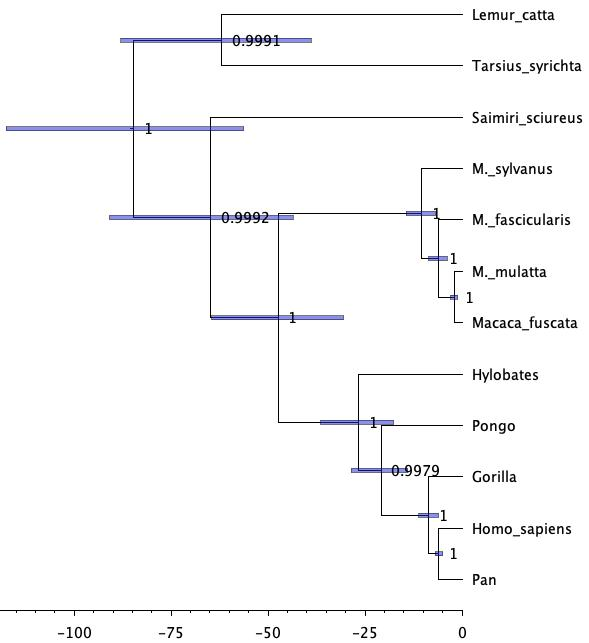 Lemur_catta
0.9991
Tarsius_syrichta
Saimiri_sciureus
1
M._sylvanus
1
M._fascicularis
0.9992
1
M._mulatta
1
1
Macaca_fuscata
Hylobates
1
Pongo
0.9979
Gorilla
1
Homo_sapiens
1
Pan
-100 -75 -50 -25 0